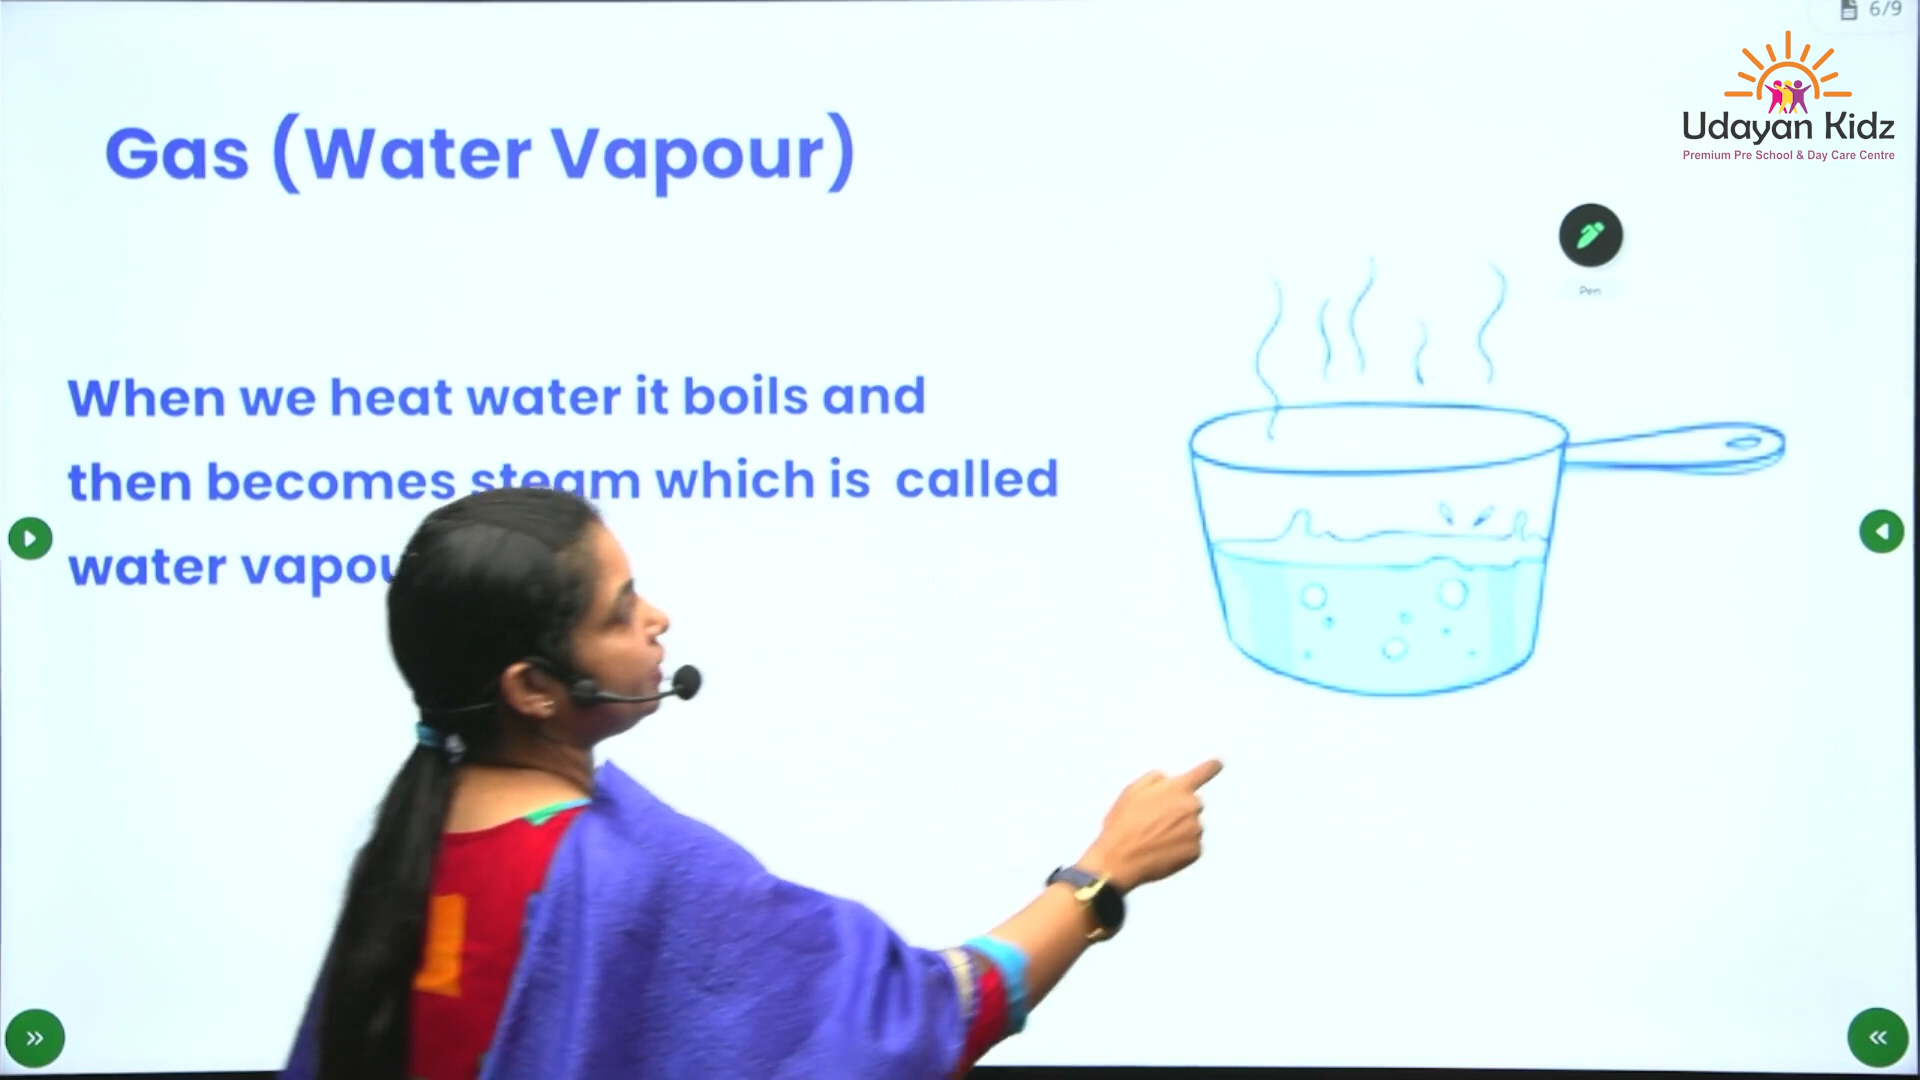 6/9
Udayan Kidz
Premium Pre School & Day Care Centre
Gas (Water Vapour)
Pen
When we heat water it boils and
then becomes steam which is called
water